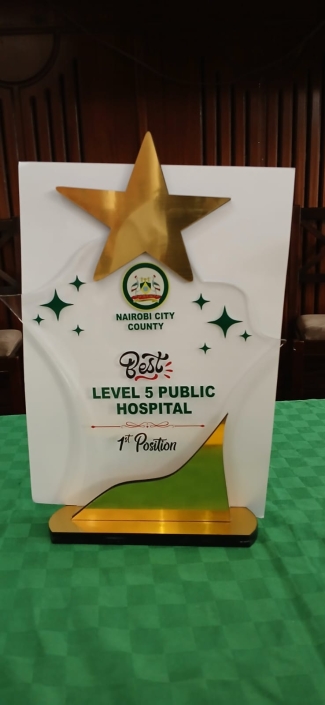 NAIROBI CITY
COUNTY
Best
LEVEL 5 PUBLIC
HOSPITAL
1st Position